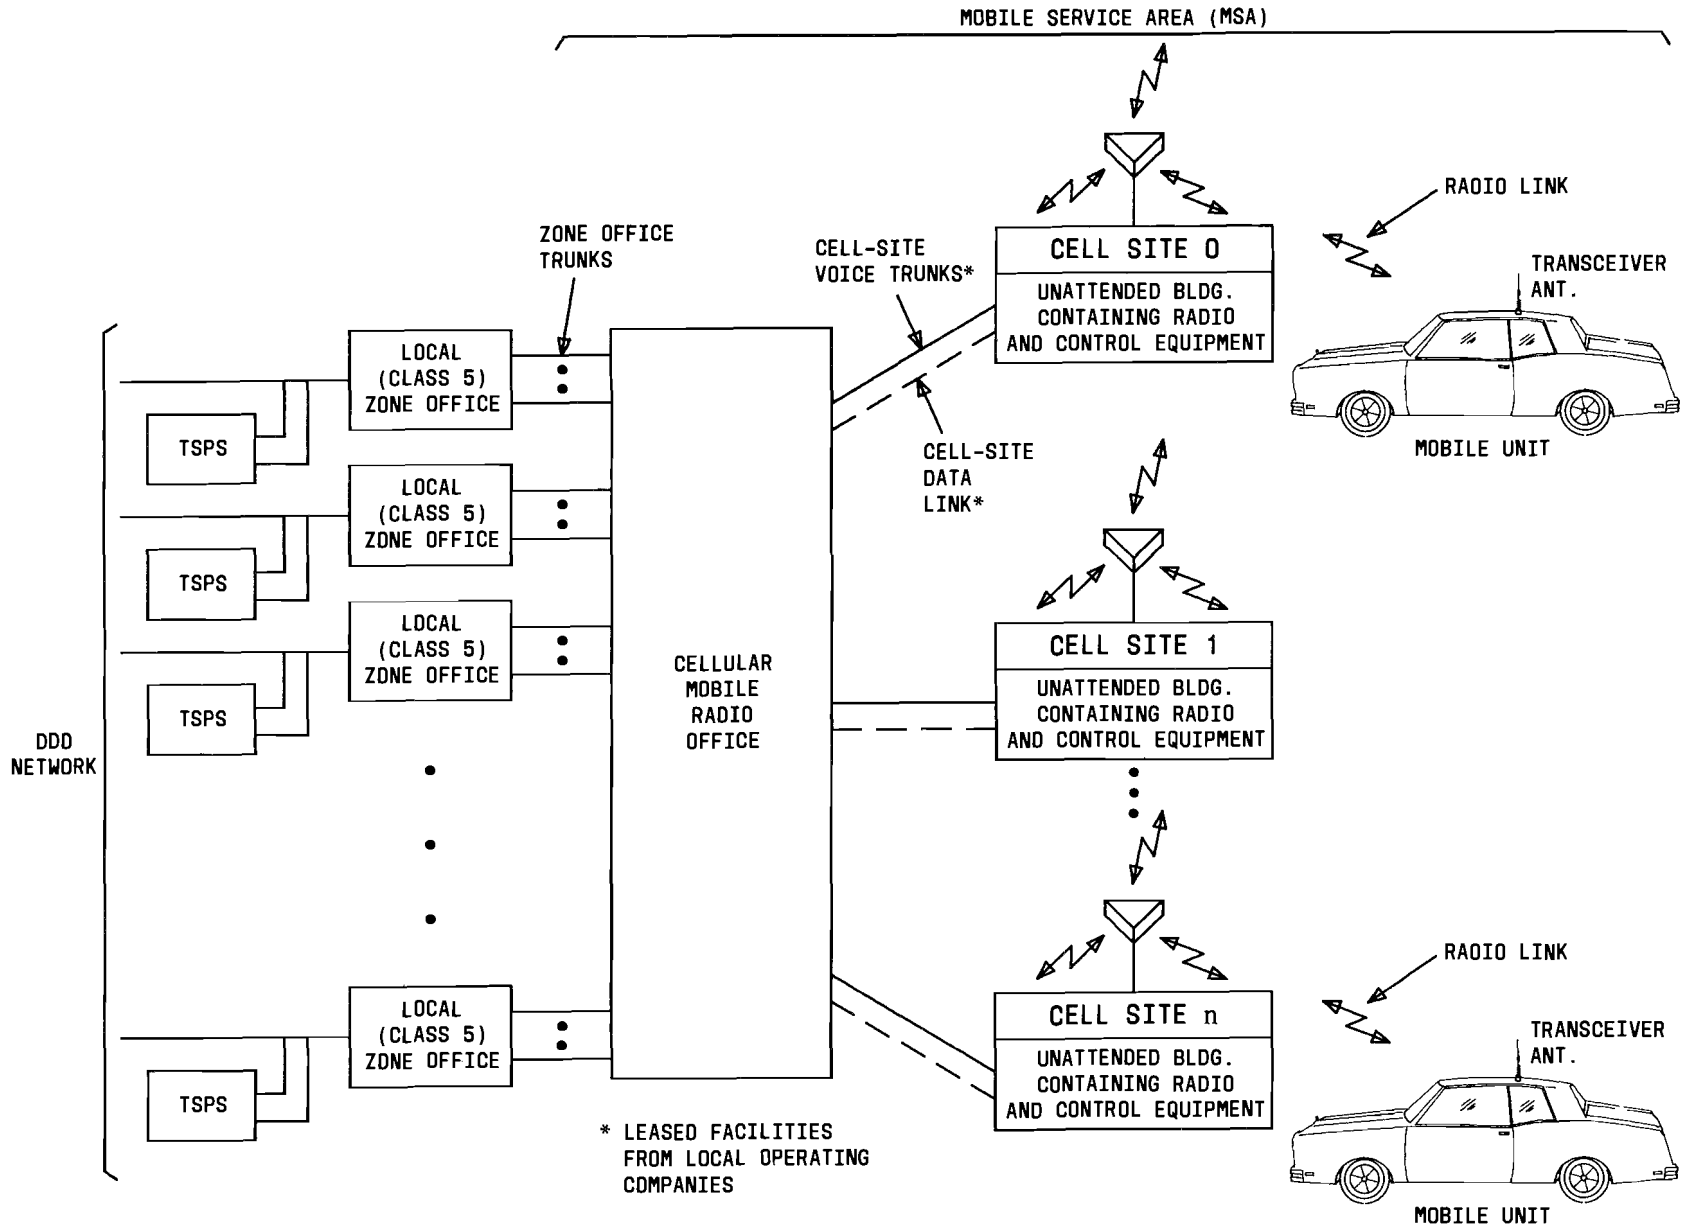 MOBILE SERVICE AREA (MSA)
RADIO LINK
ZONE OFFICE
TRUNKS
CELL-SITE
VOICE TRUNKS*
CELL SITE 0
UNATTENDED BLDG.
CONTAINING RADIO
AND CONTROL EQUIPMENT
TRANSCEIVER
ANT.
MOBILE UNIT
LOCAL
(CLASS 5)
ZONE OFFICE
TSPS
CELL-SITE
DATA
LINK*
LOCAL
(CLASS 5)
ZONE OFFICE
TSPS
LOCAL
(CLASS 5)
ZONE OFFICE
TSPS
DDD
NETWORK
CELLULAR
MOBILE
RADIO
OFFICE
CELL SITE 1
UNATTENDED BLDG.
CONTAINING RADIO
AND CONTROL EQUIPMENT
RADIO LINK
LOCAL
(CLASS 5)
ZONE OFFICE
TSPS
CELL SITE n
UNATTENDED BLDG.
CONTAINING RADIO
AND CONTROL EQUIPMENT
TRANSCEIVER
ANT.
MOBILE UNIT
* LEASED FACILITIES
FROM LOCAL OPERATING
COMPANIES